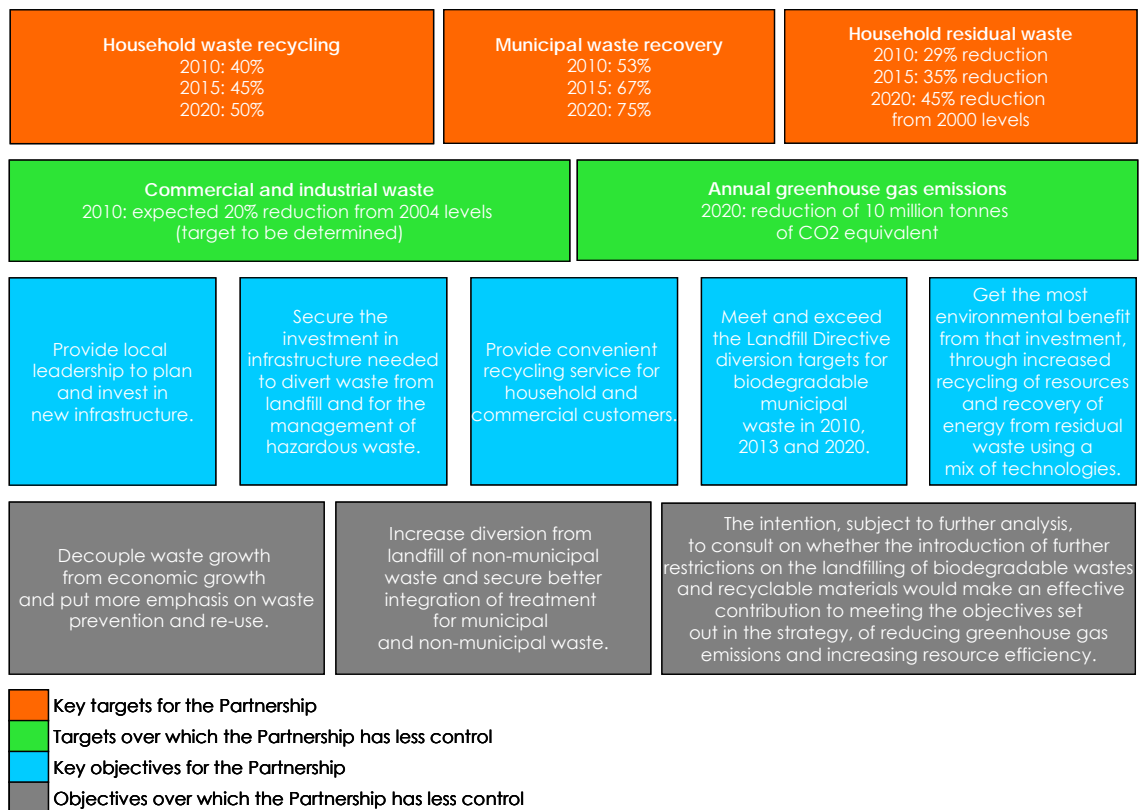 Household waste recycling
2010: 40%
2015: 45%
2020: 50%
Municipal waste recovery
2010: 53%
2015: 67%
2020: 75%
Household residual waste
2010: 29% reduction
2015: 35% reduction
2020: 45% reduction
from 2000 levels
Commercial and industrial waste
2010: expected 20% reduction from 2004 levels
(target to be determined)
Annual greenhouse gas emissions
2020: reduction of 10 million tonnes
of CO2 equivalent
Provide local
leadership to plan
and invest in
new infrastructure.
Secure the
investment in
infrastructure needed
to divert waste from
landfill and for the
management of
hazardous waste.
Provide convenient
recycling service for
household and
commercial customers.
Meet and exceed
the Landfill Directive
diversion targets for
biodegradable
municipal
waste in 2010,
2013 and 2020.
Get the most
environmental benefit
from that investment,
through increased
recycling of resources
and recovery of
energy from residual
waste using a
mix of technologies.
Decouple waste growth
from economic growth
and put more emphasis on waste
prevention and re-use.
Increase diversion from
landfill of non-municipal
waste and secure better
integration of treatment
for municipal
and non-municipal waste.
The intention, subject to further analysis,
to consult on whether the introduction of further
restrictions on the landfilling of biodegradable wastes
and recyclable materials would make an effective
contribution to meeting the objectives set
out in the strategy, of reducing greenhouse gas
emissions and increasing resource efficiency.
Key targets for the Partnership
Targets over which the Partnership has less control
Key objectives for the Partnership
Objectives over which the Partnership has less control